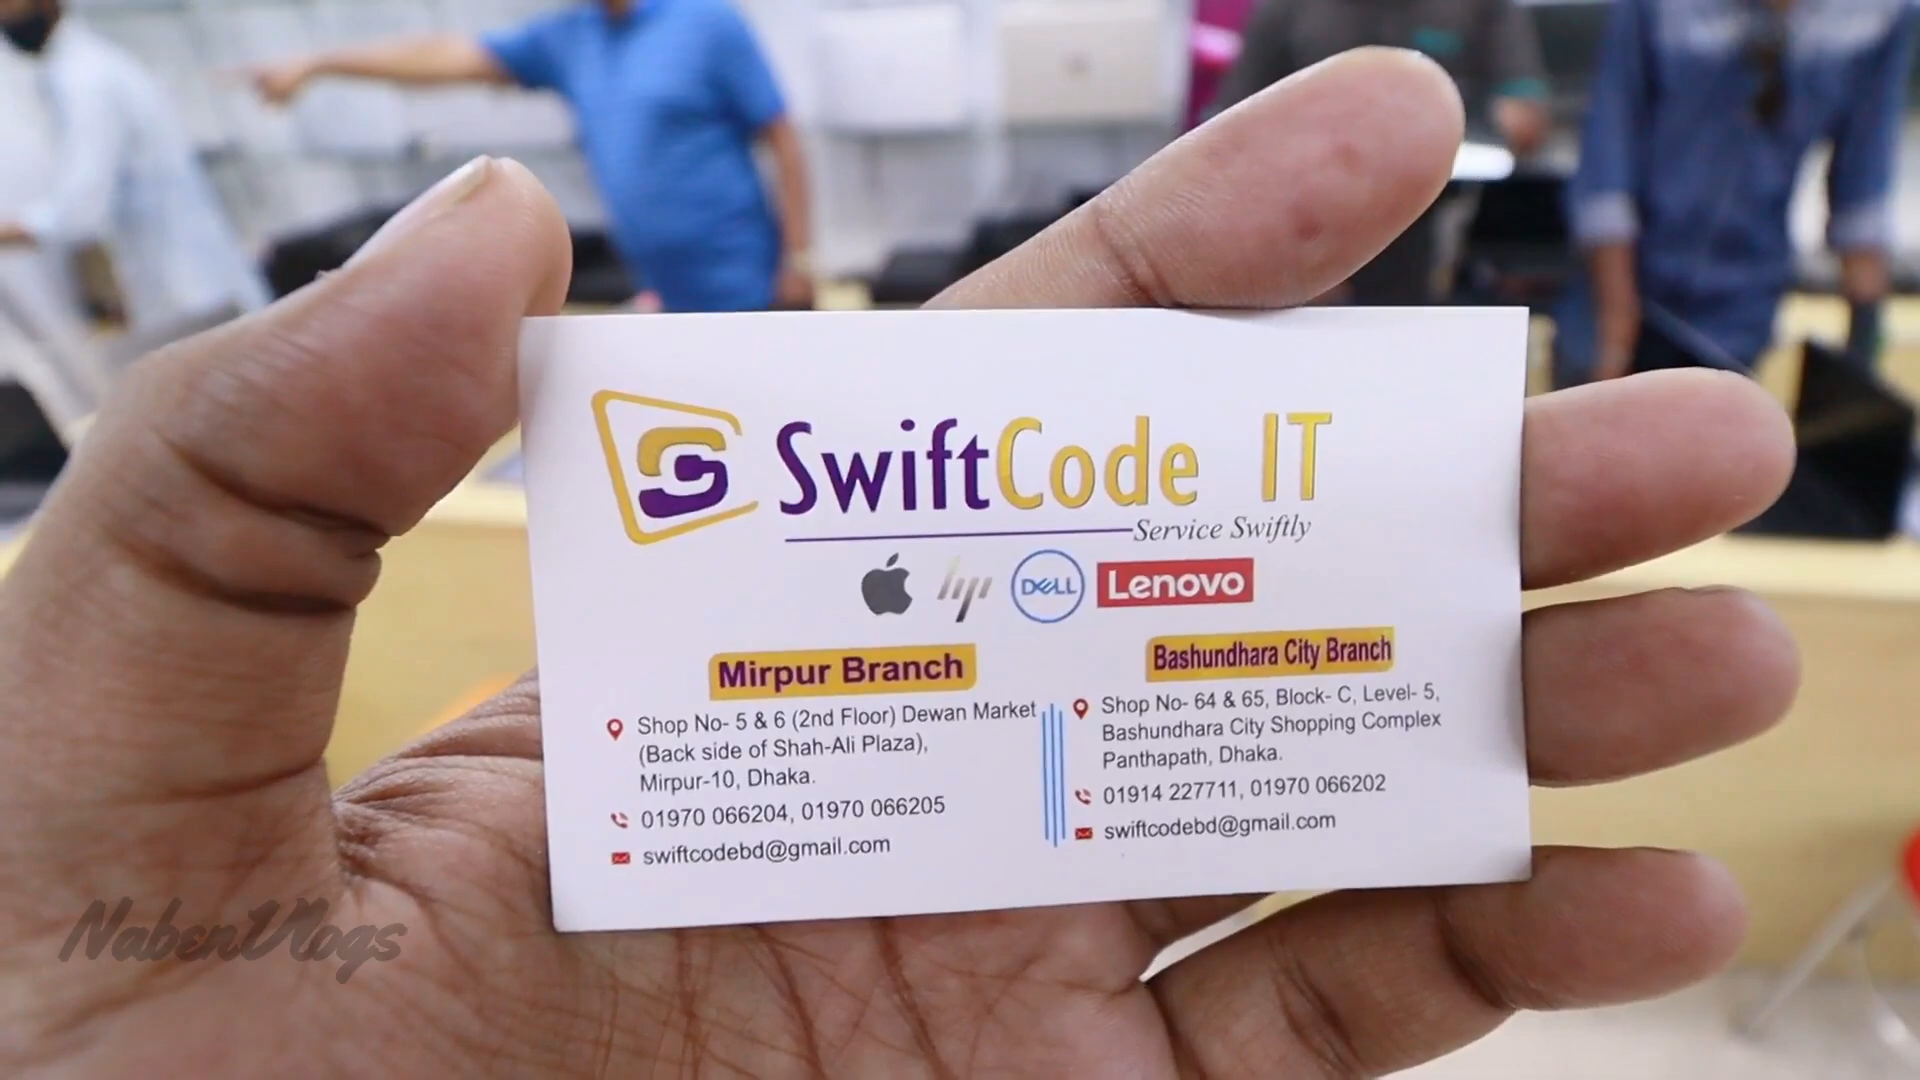 SwiftCode IT
Service Swiftly
hp DELL Lenovo
Mirpur Branch
Shop No- 5 & 6 (2nd Floor) Dewan Market
(Back side of Shah-Ali Plaza),
Mirpur-10, Dhaka.
01970 066204, 01970 066205
swiftcodebd@gmail.com
Bashundhara City Branch
Shop No- 64 & 65, Block- C, Level- 5,
Bashundhara City Shopping Complex
Panthapath, Dhaka.
01914 227711, 01970 066202
swiftcodebd@gmail.com
NabenVlogs